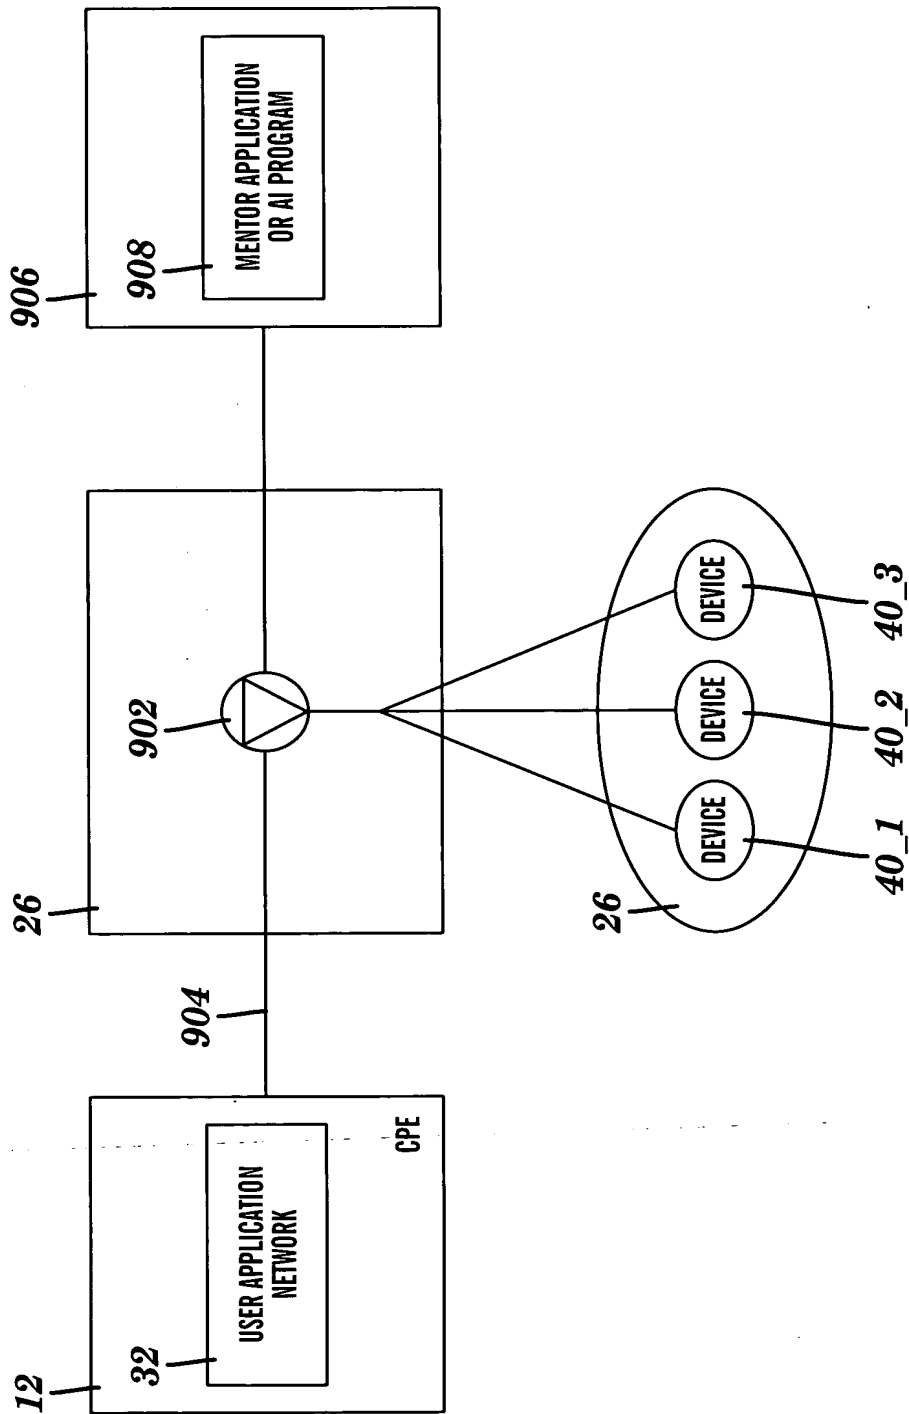 12
32
USER APPLICATION
NETWORK
CPE
904
26
902
906
908
MENTOR APPLICATION
OR AI PROGRAM
26
DEVICE
DEVICE
DEVICE
40_1
40_2
40_3